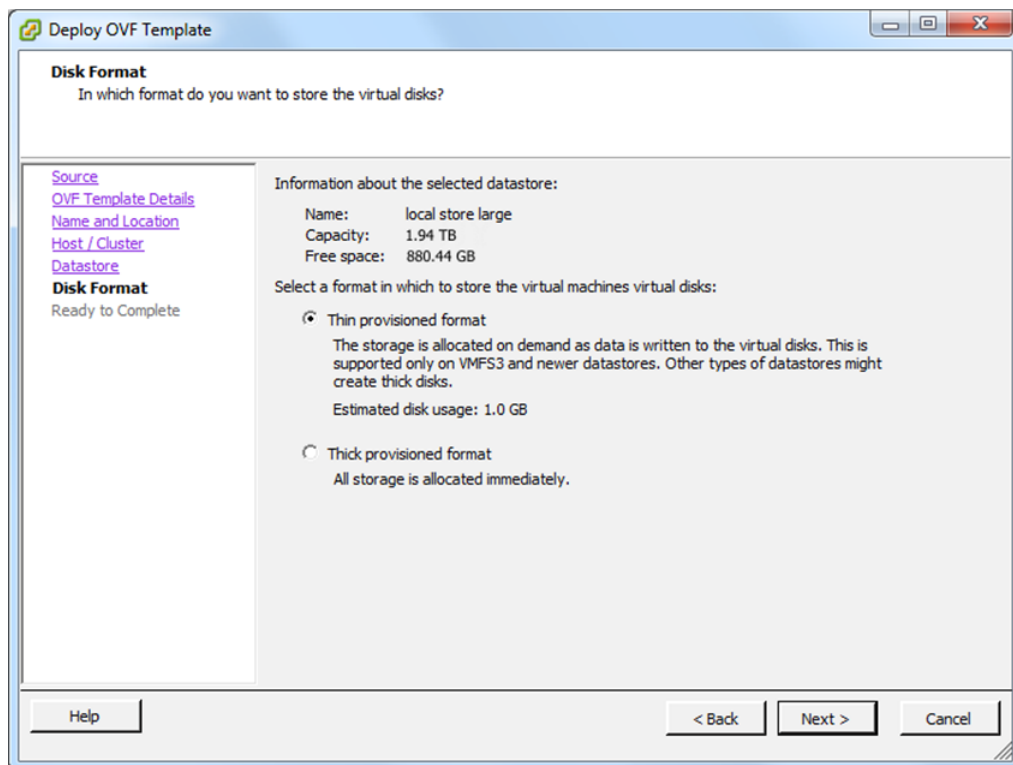 Deploy OVF Template
Disk Format
In which format do you want to store the virtual disks?
Source
OVF Template Details
Name and Location
Host / Cluster
Datastore
Disk Format
Ready to Complete
Information about the selected datastore:
Name: local store large
Capacity: 1.94 TB
Free space: 880.44 GB
Select a format in which to store the virtual machines virtual disks:
Thin provisioned format
The storage is allocated on demand as data is written to the virtual disks. This is
supported only on VMFS3 and newer datastores. Other types of datastores might
create thick disks.
Estimated disk usage: 1.0 GB
Thick provisioned format
All storage is allocated immediately.
Help
< Back
Next >
Cancel